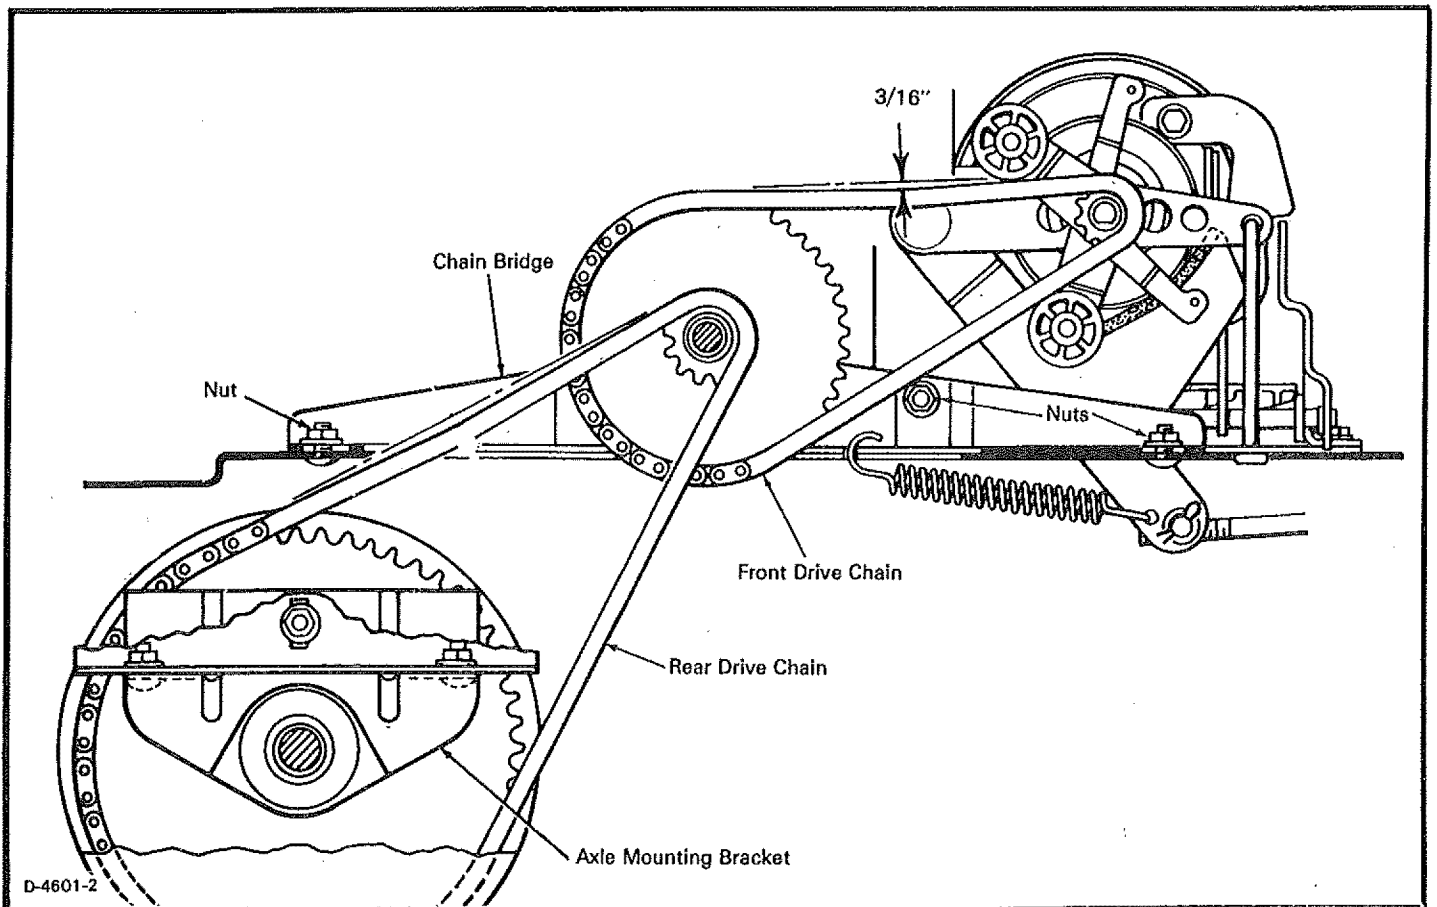 3/16"
Chain Bridge
Nut
Nuts
Front Drive Chain
Rear Drive Chain
Axle Mounting Bracket
D-4601-2